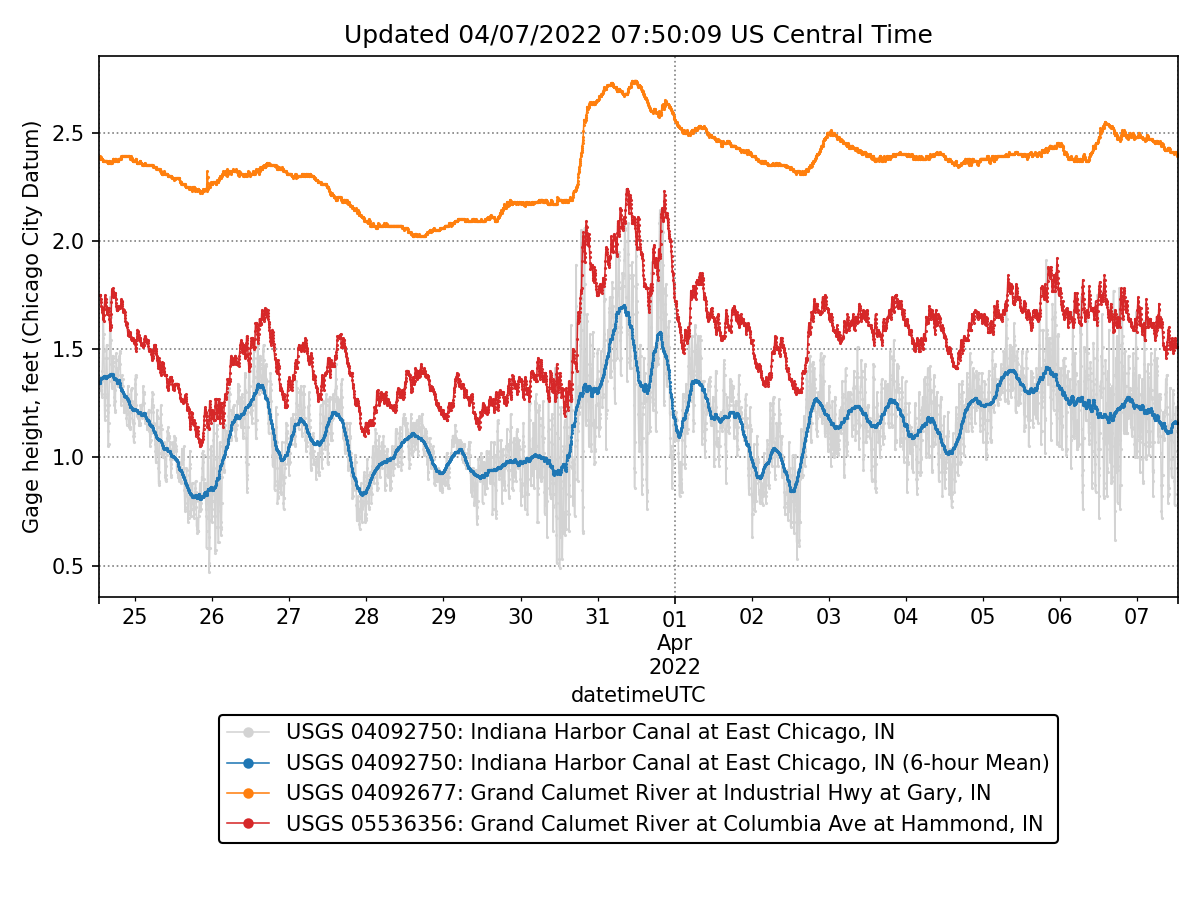 Updated 04/07/2022 07:50:09 US Central Time
Gage height, feet (Chicago City Datum)
2.5
2.0
1.5
1.0
0.5
25 26 27 28 29 30 31 01 02 03 04 05 06 07
Apr
2022
datetimeUTC
USGS 04092750: Indiana Harbor Canal at East Chicago, IN
USGS 04092750: Indiana Harbor Canal at East Chicago, IN (6-hour Mean)
USGS 04092677: Grand Calumet River at Industrial Hwy at Gary, IN
USGS 05536356: Grand Calumet River at Columbia Ave at Hammond, IN